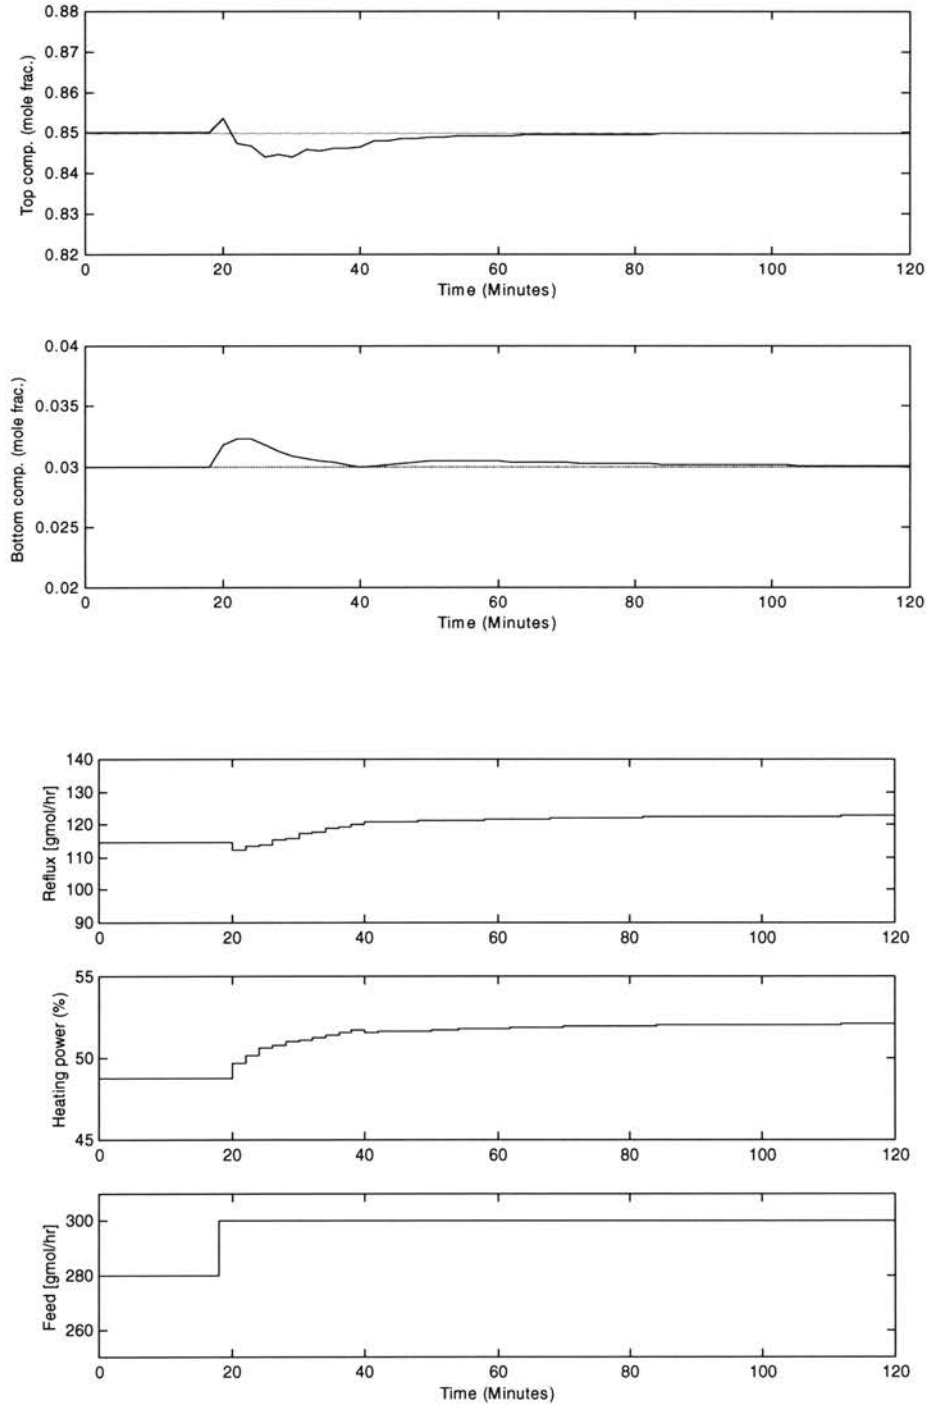 0.88
0.87
0.86
0.85
0.84
0.83
0.82
Top comp. (mole frac.)
0 20 40 60 80 100 120
Time (Minutes)
0.04
0.035
0.03
0.025
0.02
Bottom comp. (mole frac.)
0 20 40 60 80 100 120
Time (Minutes)
140
130
120
110
100
90
Reflux [gmol/hr]
0 20 40 60 80 100 120
55
50
45
Heating power (%)
0 20 40 60 80 100 120
300
280
260
Feed [gmol/hr]
0 20 40 60 80 100 120
Time (Minutes)